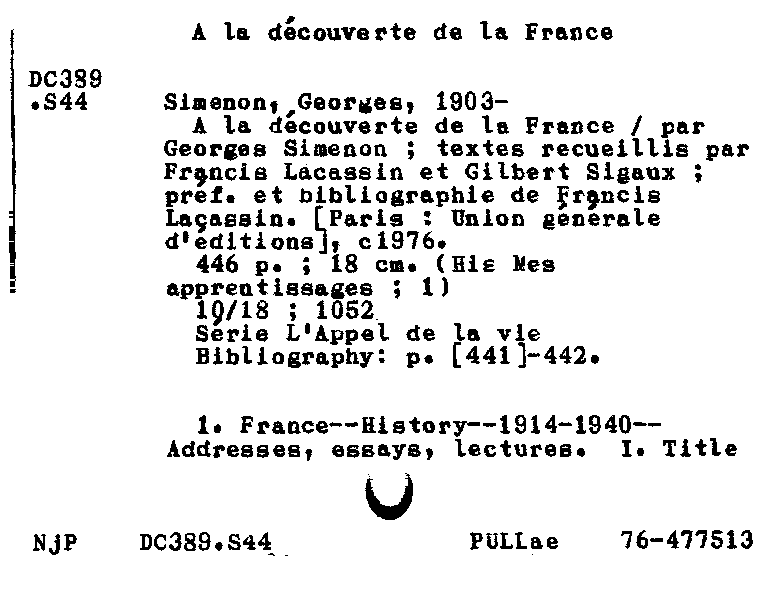 A la découverte de la France
DC389
.S44 Simenon, Georges, 1903-
A la découverte de la France / par
Georges Simenon ; textes recueillis par
Francis Lacassin et Gilbert Sigaux ;
préf. et bibliographie de Francis
Laçassin. [Paris : Union générale
d'éditions], c1976.
446 p. ; 18 cm. (His Mes
apprentissages ; 1)
10/18 ; 1052
Série L'Appel de la vie
Bibliography: p. [441]-442.
1. France--History--1914-1940--
Addresses, essays, lectures. I. Title
NjP DC389.S44 PULLae 76-477513